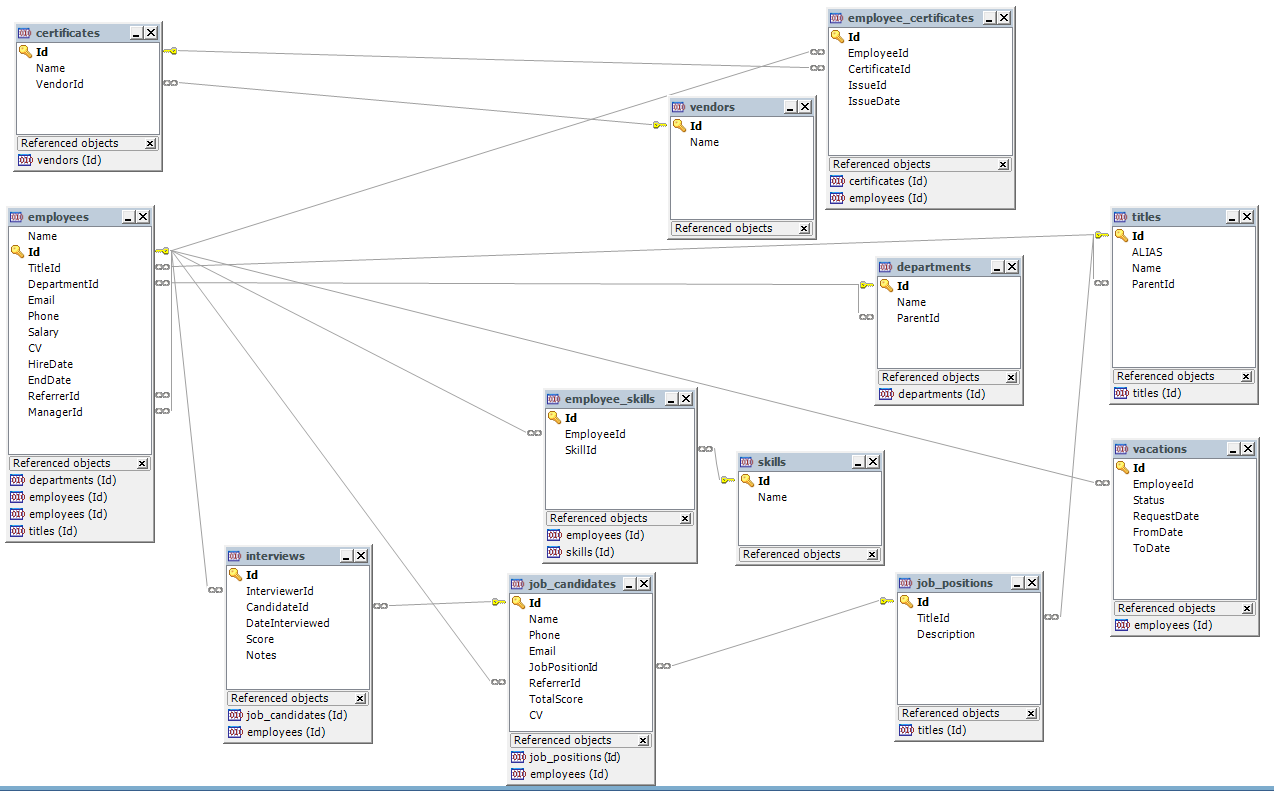 certificates
Id
Name
VendorId
Referenced objects
vendors (Id)
employee_certificates
Id
EmployeeId
CertificateId
IssueId
IssueDate
Referenced objects
certificates (Id)
employees (Id)
vendors
Id
Name
Referenced objects
employees
Name
Id
TitleId
DepartmentId
Email
Phone
Salary
CV
HireDate
EndDate
ReferrerId
ManagerId
Referenced objects
departments (Id)
employees (Id)
employees (Id)
titles (Id)
titles
Id
ALIAS
Name
ParentId
Referenced objects
titles (Id)
departments
Id
Name
ParentId
Referenced objects
departments (Id)
employee_skills
Id
EmployeeId
SkillId
Referenced objects
employees (Id)
skills (Id)
skills
Id
Name
Referenced objects
vacations
Id
EmployeeId
Status
RequestDate
FromDate
ToDate
Referenced objects
employees (Id)
interviews
Id
InterviewerId
CandidateId
DateInterviewed
Score
Notes
Referenced objects
job_candidates (Id)
employees (Id)
job_candidates
Id
Name
Phone
Email
JobPositionId
ReferrerId
TotalScore
CV
Referenced objects
job_positions (Id)
employees (Id)
job_positions
Id
TitleId
Description
Referenced objects
titles (Id)